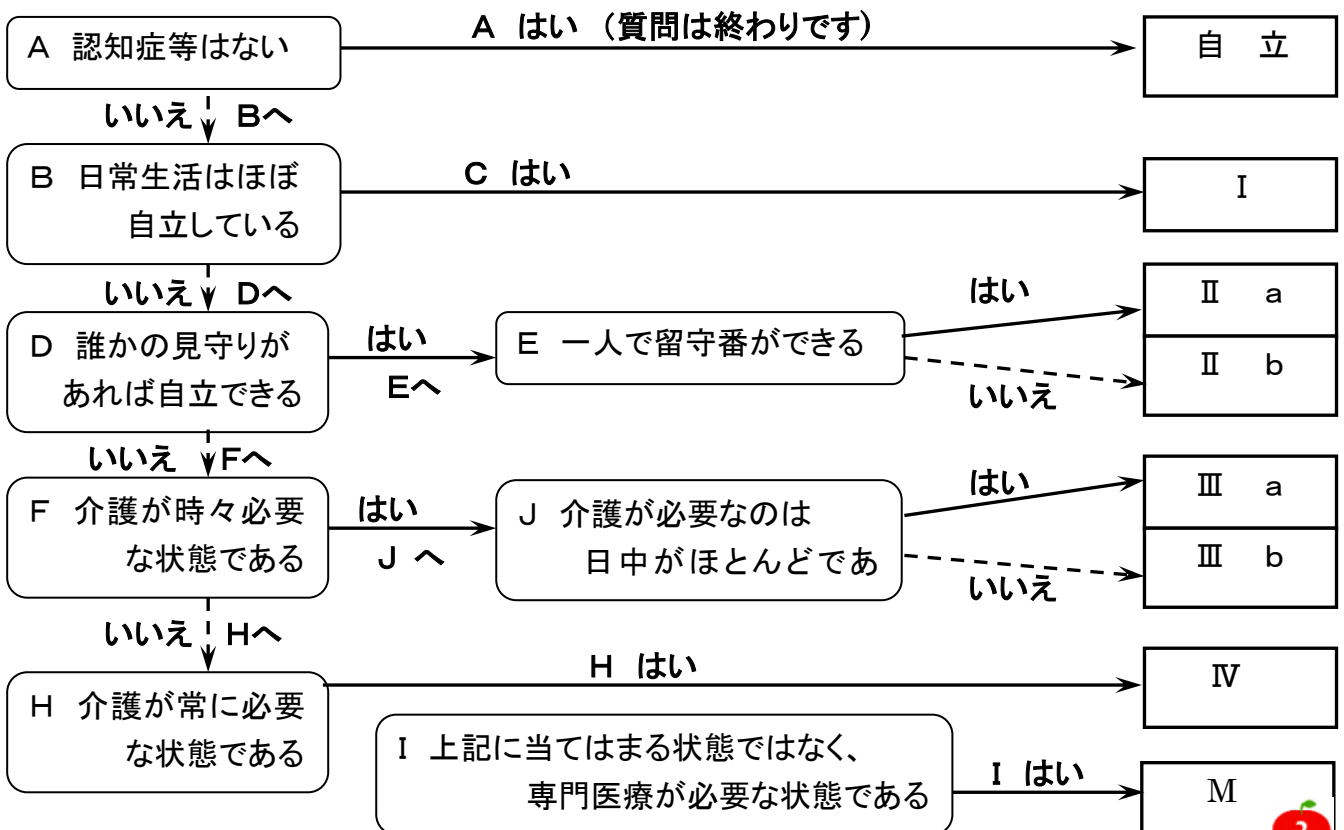 A はい (質問は終わりです)
A 認知症等はない
自 立
いいえ Bへ
B 日常生活はほぼ
自立している
C はい
Ⅰ
いいえ Dへ
D 誰かの見守りが
あれば自立できる
はい
Eへ
E 一人で留守番ができる
はい
Ⅱ a
いいえ
Ⅱ b
いいえ Fへ
F 介護が時々必要
な状態である
はい
J へ
J 介護が必要なのは
日中がほとんどであ
はい
Ⅲ a
いいえ
Ⅲ b
いいえ Hへ
H 介護が常に必要
な状態である
H はい
Ⅳ
I 上記に当てはまる状態ではなく、
専門医療が必要な状態である
I はい
M